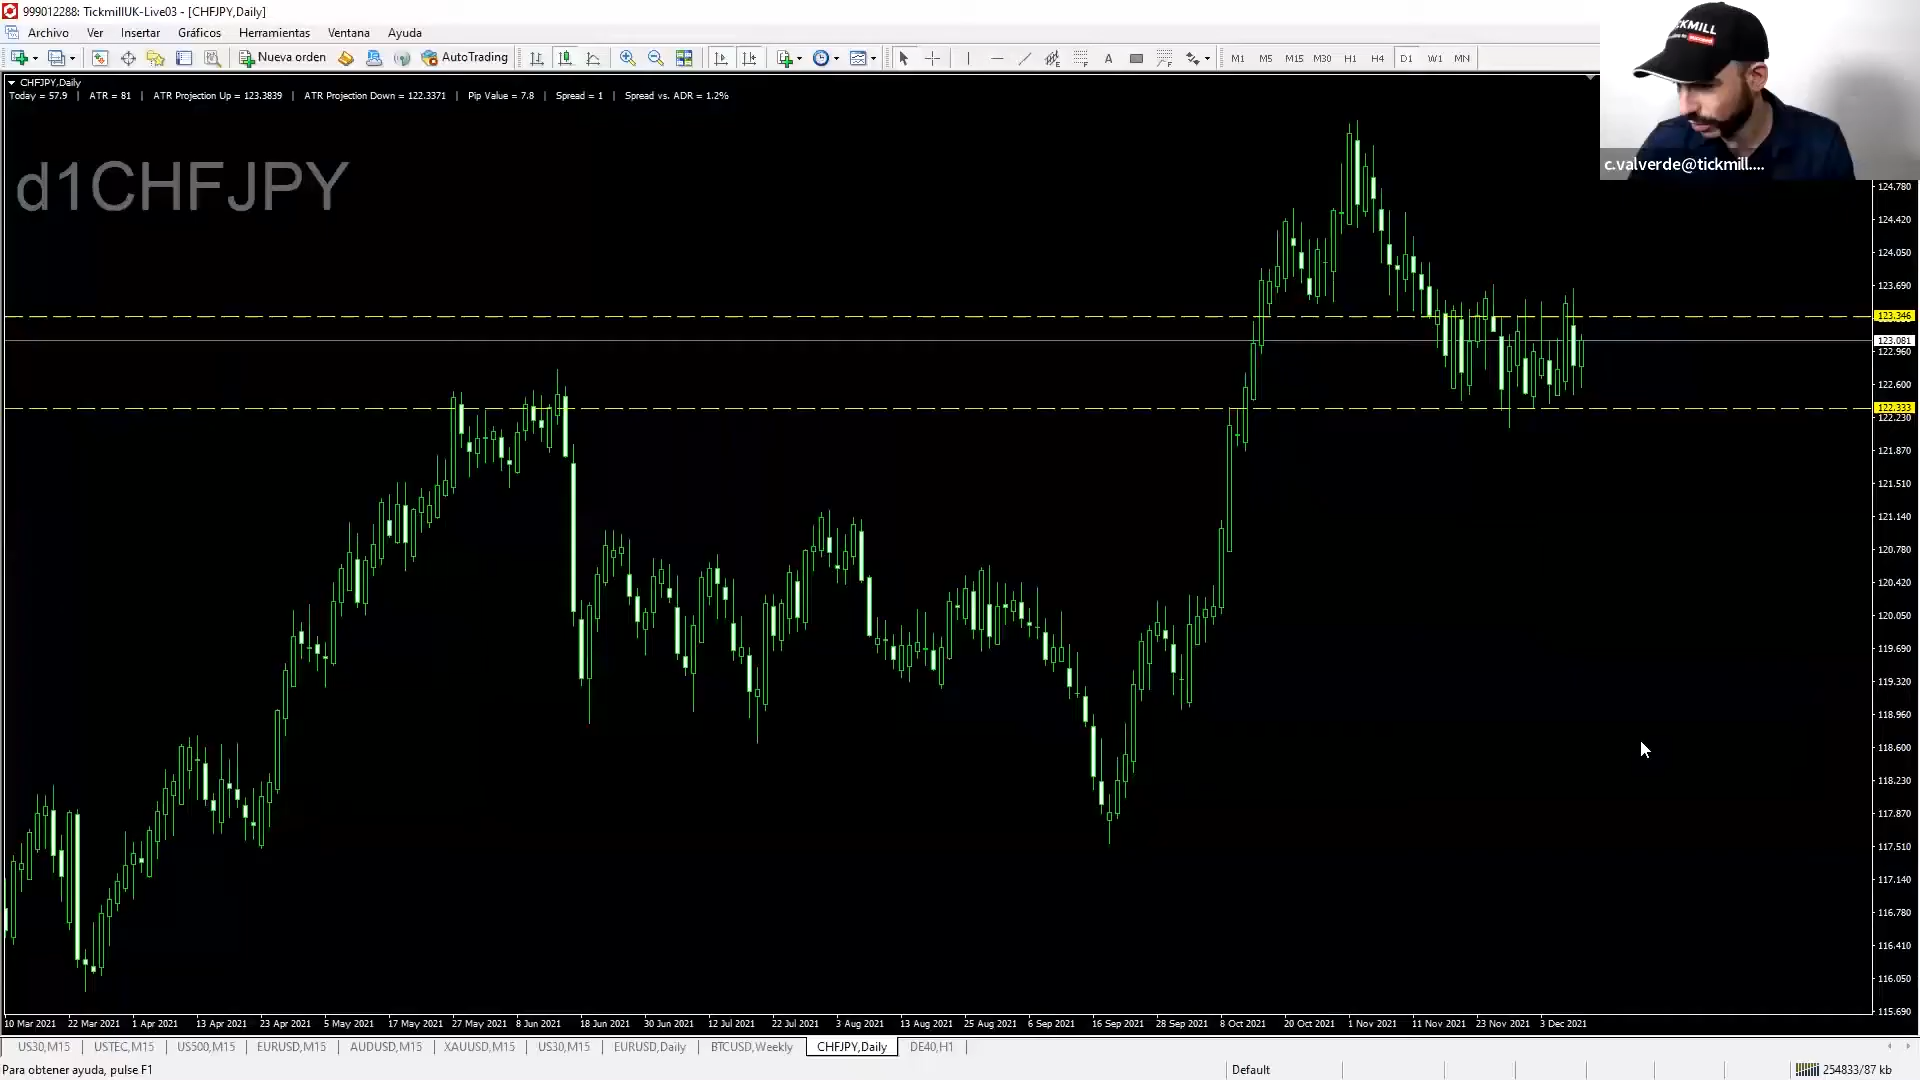 999012288: TickmillUK-Live03 - [CHFJPY,Daily]
Archivo Ver Insertar Gráficos Herramientas Ventana Ayuda
Nueva orden AutoTrading A M1 M5 M15 M30 H1 H4 D1 W1 MN
TICKMILL
c.valverde@tickmill....
CHFJPY,Daily
Today = 57.9 | ATR = 81 | ATR Projection Up = 123.3839 | ATR Projection Down = 122.3371 | Pip Value = 7.8 | Spread = 1 | Spread vs. ADR = 1.2%
d1CHFJPY
124.780
124.420
124.050
123.690
123.346
123.081
122.960
122.600
122.333
122.230
121.870
121.510
121.140
120.780
120.420
120.050
119.690
119.320
118.960
118.600
118.230
117.870
117.510
117.140
116.780
116.410
116.050
115.690
10 Mar 2021 22 Mar 2021 1 Apr 2021 13 Apr 2021 23 Apr 2021 5 May 2021 17 May 2021 27 May 2021 8 Jun 2021 18 Jun 2021 30 Jun 2021 12 Jul 2021 22 Jul 2021 3 Aug 2021 13 Aug 2021 25 Aug 2021 6 Sep 2021 16 Sep 2021 28 Sep 2021 8 Oct 2021 20 Oct 2021 1 Nov 2021 11 Nov 2021 23 Nov 2021 3 Dec 2021
US30,M15 USTEC,M15 US500,M15 EURUSD,M15 AUDUSD,M15 XAUUSD,M15 US30,M15 EURUSD,Daily BTCUSD,Weekly CHFJPY,Daily DE40,H1
Para obtener ayuda, pulse F1 Default 254833/87 kb